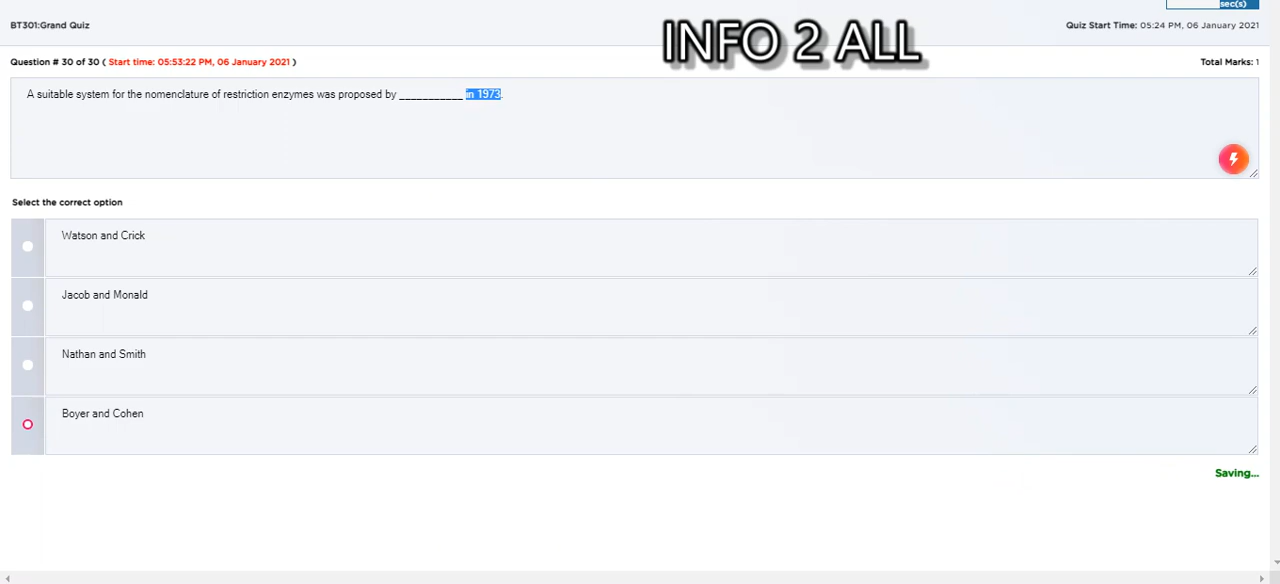 sec(s)
BT301:Grand Quiz
Quiz Start Time: 05:24 PM, 06 January 2021
INFO 2 ALL
Question # 30 of 30 ( Start time: 05:53:22 PM, 06 January 2021 )
Total Marks: 1
A suitable system for the nomenclature of restriction enzymes was proposed by ___________ in 1973.
Select the correct option
Watson and Crick
Jacob and Monald
Nathan and Smith
Boyer and Cohen
Saving...